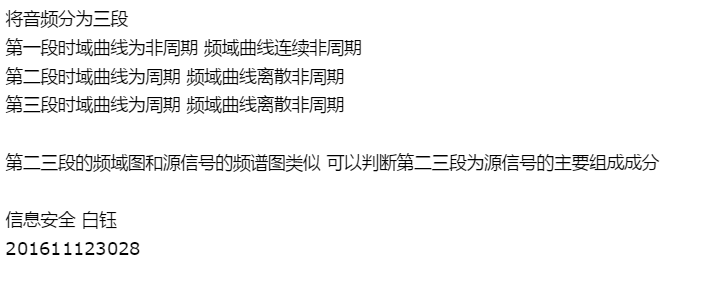 将音频分为三段
第一段时域曲线为非周期 频域曲线连续非周期
第二段时域曲线为周期 频域曲线离散非周期
第三段时域曲线为周期 频域曲线离散非周期
第二三段的频域图和源信号的频谱图类似 可以判断第二三段为源信号的主要组成成分
信息安全 白钰
201611123028